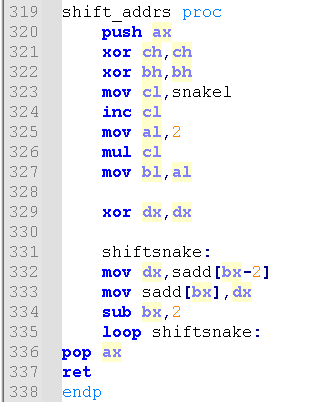 319 shift_addrs proc
320     push ax
321     xor ch,ch
322     xor bh,bh
323     mov cl,snakel
324     inc cl
325     mov al,2
326     mul cl
327     mov bl,al
328
329     xor dx,dx
330
331     shiftsnake:
332     mov dx,sadd[bx-2]
333     mov sadd[bx],dx
334     sub bx,2
335     loop shiftsnake:
336 pop ax
337 ret
338 endp